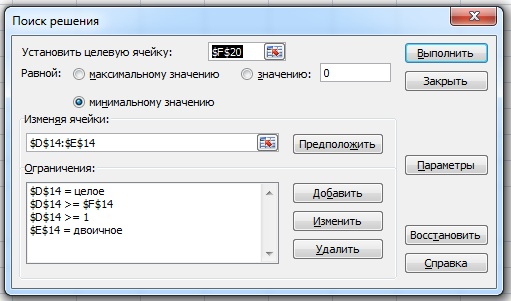 Поиск решения
Установить целевую ячейку: $F$20 Выполнить
Равной: максимальному значению значению: 0 Закрыть
минимальному значению
Изменяя ячейки:
$D$14:$E$14 Предположить
Ограничения: Параметры
$D$14 = целое Добавить
$D$14 >= $F$14
$D$14 >= 1 Изменить
$E$14 = двоичное Восстановить
Удалить
Справка